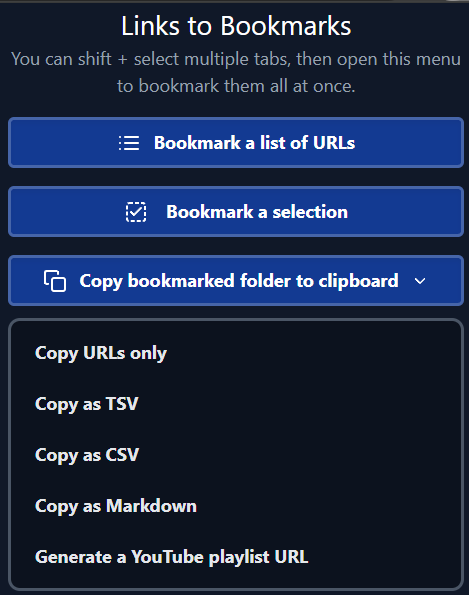 Links to Bookmarks
You can shift + select multiple tabs, then open this menu
to bookmark them all at once.
Bookmark a list of URLs
Bookmark a selection
Copy bookmarked folder to clipboard
Copy URLs only
Copy as TSV
Copy as CSV
Copy as Markdown
Generate a YouTube playlist URL